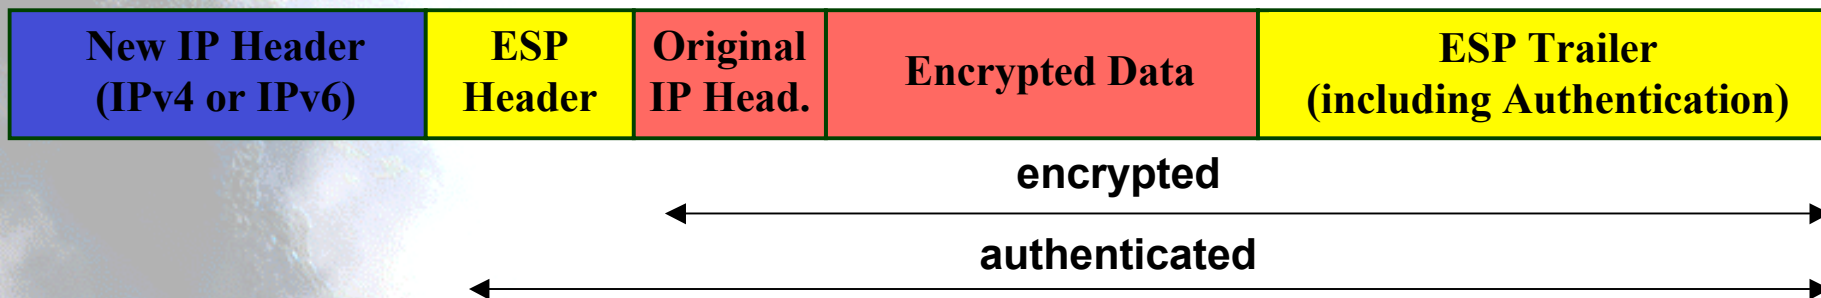 New IP Header
(IPv4 or IPv6)
ESP
Header
Original
IP Head.
Encrypted Data
ESP Trailer
(including Authentication)
encrypted
authenticated